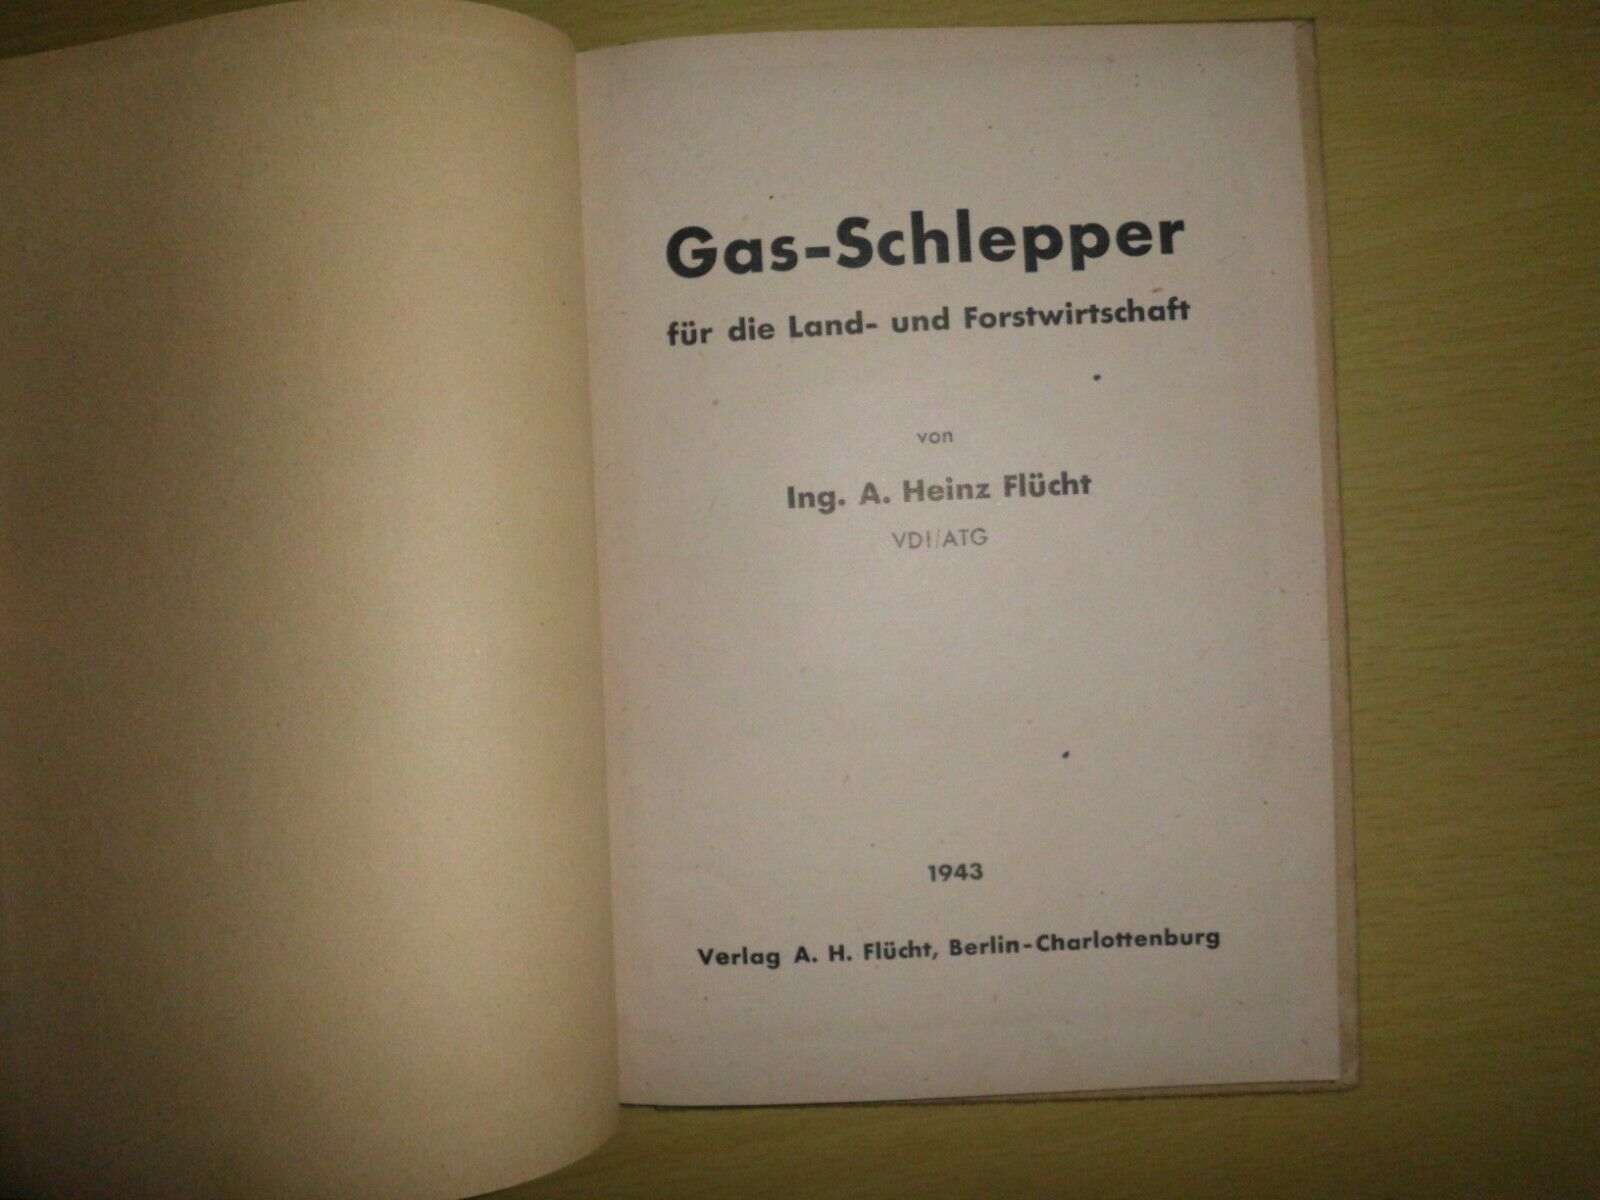 Gas-Schlepper
für die Land- und Forstwirtschaft
von
Ing. A. Heinz Flücht
VDI/ATG
1943
Verlag A. H. Flücht, Berlin-Charlottenburg